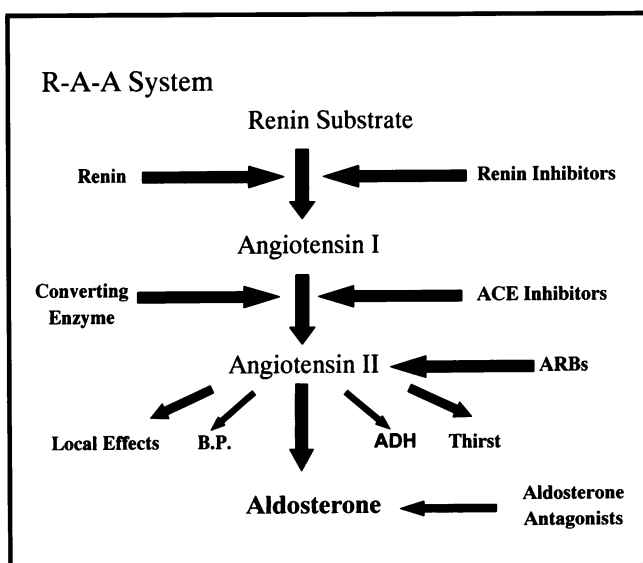 R-A-A System
Renin Substrate
Renin
Renin Inhibitors
Angiotensin I
Converting
Enzyme
ACE Inhibitors
Angiotensin II
ARBs
Local Effects
B.P.
ADH
Thirst
Aldosterone
Aldosterone
Antagonists